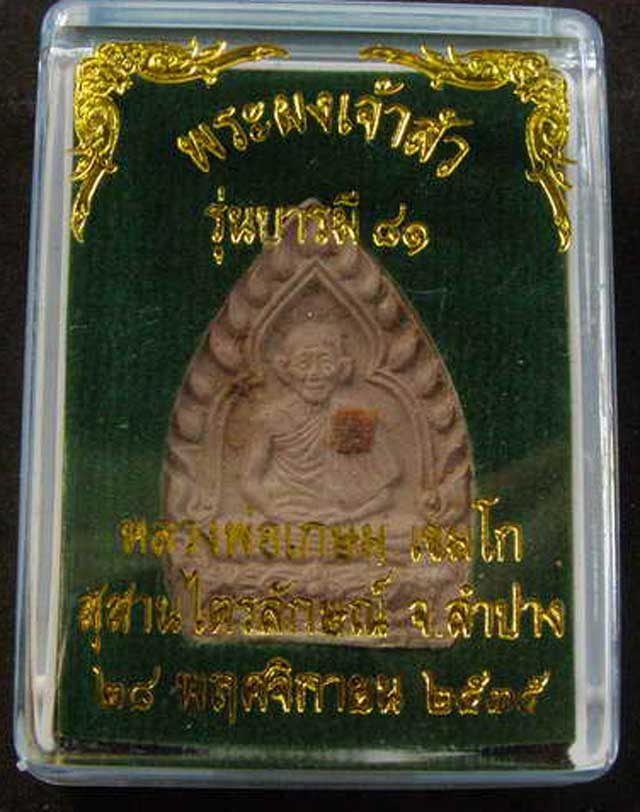 พระผงเจ้าสัว
รุ่นบารมี ๘๑
หลวงพ่อเกษม เขมโก
สุสานไตรลักษณ์ จ.ลำปาง
๒๘ พฤศจิกายน ๒๕๓๕